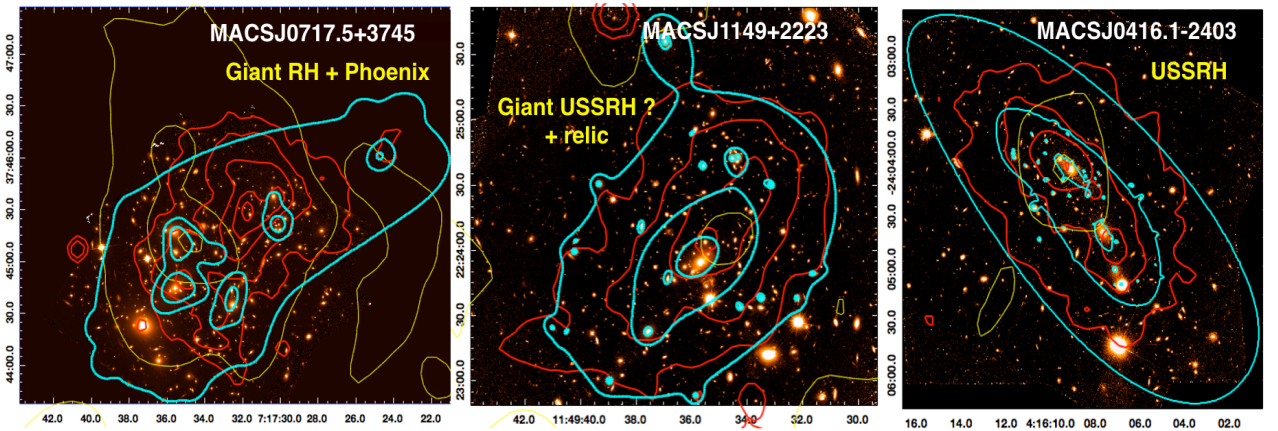 MACSJ0717.5+3745
Giant RH + Phoenix
47:00.0
30.0
37:46:00.0
30.0
45:00.0
30.0
44:00.0
42.0 40.0 38.0 36.0 34.0 32.0 7:17:30.0 28.0 26.0 24.0 22.0
MACSJ1149+2223
Giant USSRH ?
+ relic
30.0
25:00.0
30.0
22:24:00.0
30.0
23:00.0
42.0 11:49:40.0 38.0 36.0 34.0 32.0 30.0
MACSJ0416.1-2403
USSRH
03:00.0
30.0
-24:04:00.0
30.0
05:00.0
30.0
06:00.0
16.0 14.0 12.0 4:16:10.0 08.0 06.0 04.0 02.0